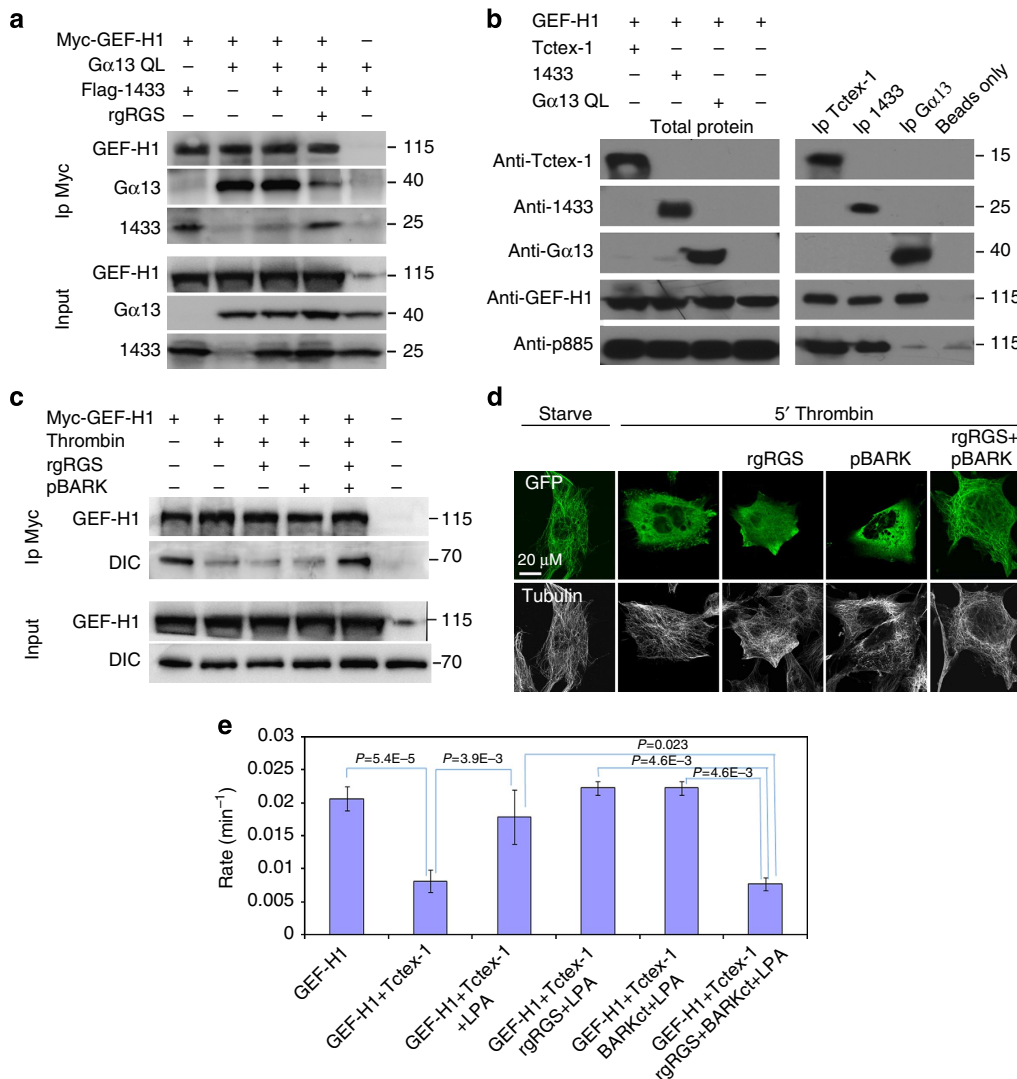 a
Myc-GEF-H1 + + + + –
Gα13 QL – + + + +
Flag-1433 + – + + +
rgRGS – – – + –
Ip Myc
GEF-H1 – 115
Gα13 – 40
1433 – 25
Input
GEF-H1 – 115
Gα13 – 40
1433 – 25
b
GEF-H1 + + + +
Tctex-1 + – – –
1433 – + – –
Gα13 QL – – + –
Total protein
Ip Tctex-1
Ip 1433
Ip Gα13
Beads only
Anti-Tctex-1 – 15
Anti-1433 – 25
Anti-Gα13 – 40
Anti-GEF-H1 – 115
Anti-p885 – 115
c
Myc-GEF-H1 + + + + + –
Thrombin – + + + + –
rgRGS – – + – + –
pBARK – – – + + –
Ip Myc
GEF-H1 – 115
DIC – 70
Input
GEF-H1 – 115
DIC –70
d
Starve
5′ Thrombin
rgRGS
pBARK
rgRGS+
pBARK
GFP
20 μM
Tubulin
e
Rate (min⁻¹)
0.03
0.025
0.02
0.015
0.01
0.005
0
P=5.4E–5
P=3.9E–3
P=0.023
P=4.6E–3
P=4.6E–3
GEF-H1
GEF-H1+Tctex-1
GEF-H1+Tctex-1
+LPA
GEF-H1+Tctex-1
rgRGS+LPA
GEF-H1+Tctex-1
BARKct+LPA
GEF-H1+Tctex-1
rgRGS+BARKct+LPA